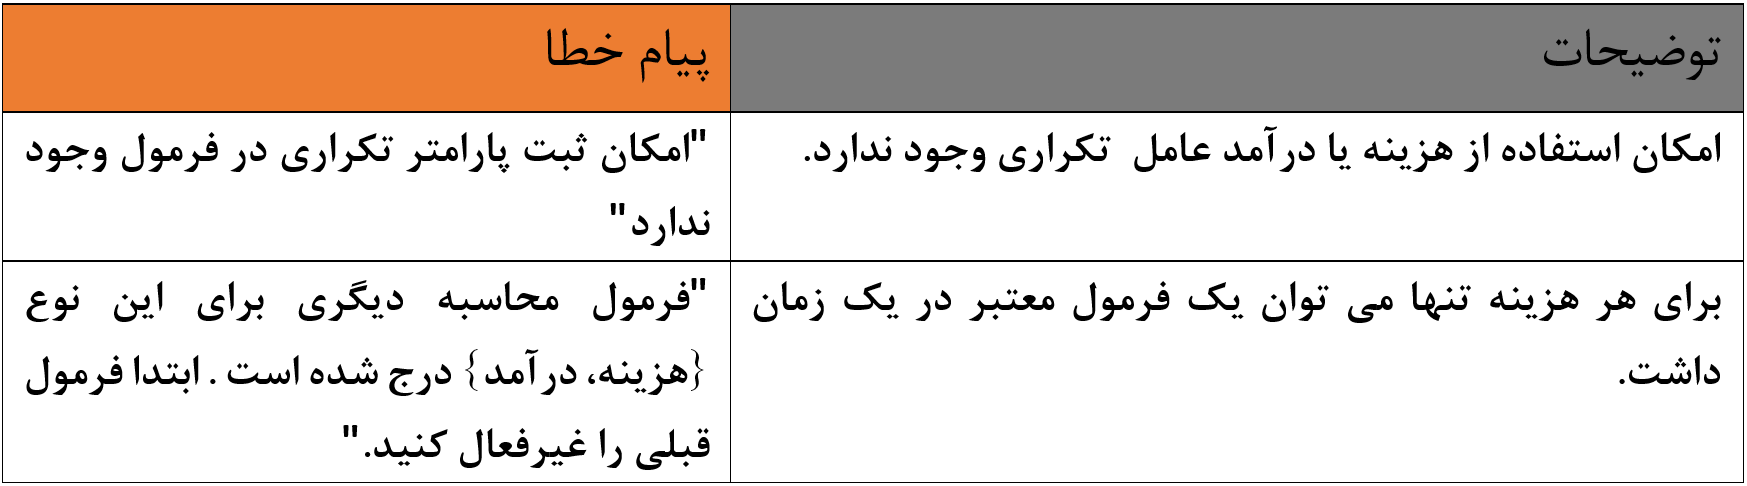 توضیحات
پیام خطا
امکان استفاده از هزینه یا درآمد عامل تکراری وجود ندارد.
"امکان ثبت پارامتر تکراری در فرمول وجود
ندارد"
برای هر هزینه تنها می توان یک فرمول معتبر در یک زمان
داشت.
"فرمول محاسبه دیگری برای این نوع
{هزینه، درآمد} درج شده است . ابتدا فرمول
قبلی را غیرفعال کنید."